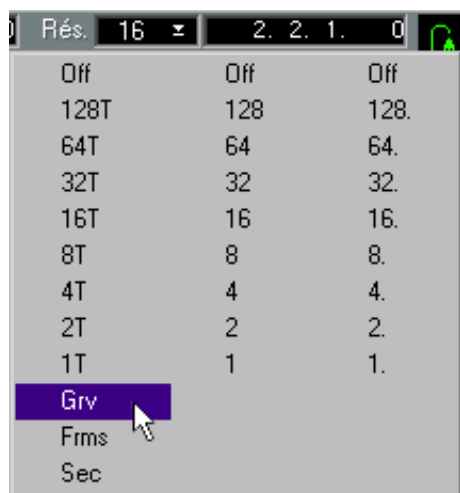 Rés. 16 2. 2. 1. 0
Off Off Off
128T 128 128.
64T 64 64.
32T 32 32.
16T 16 16.
8T 8 8.
4T 4 4.
2T 2 2.
1T 1 1.
Grv
Frms
Sec